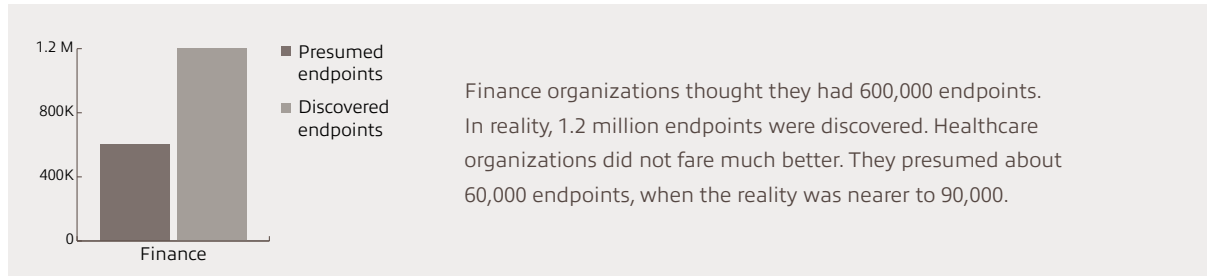 1.2 M
800K
400K
0
Finance
Presumed
endpoints
Discovered
endpoints
Finance organizations thought they had 600,000 endpoints.
In reality, 1.2 million endpoints were discovered. Healthcare
organizations did not fare much better. They presumed about
60,000 endpoints, when the reality was nearer to 90,000.